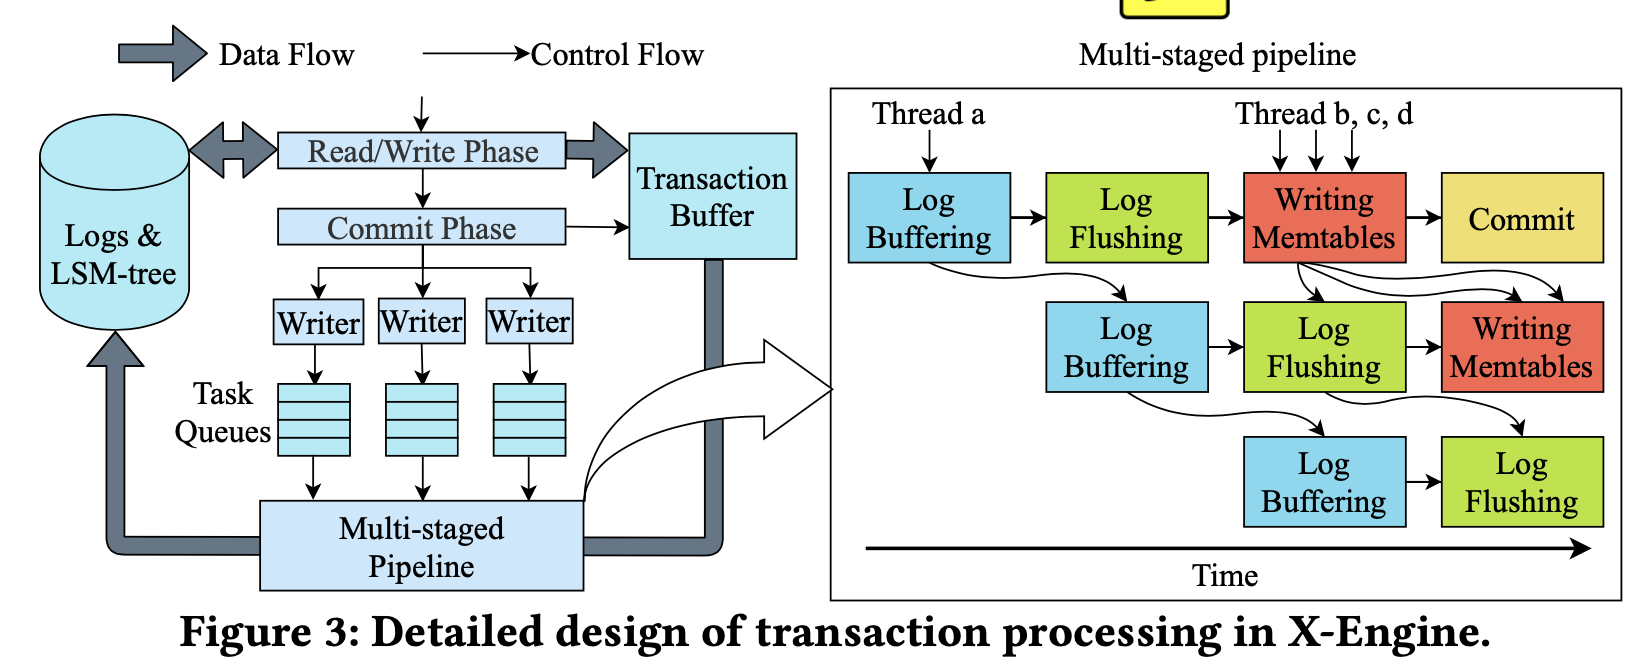 Data Flow
Control Flow
Multi-staged pipeline
Read/Write Phase
Transaction
Buffer
Logs &
LSM-tree
Commit Phase
Writer
Writer
Writer
Task
Queues
Multi-staged
Pipeline
Thread a
Thread b, c, d
Log
Buffering
Log
Flushing
Writing
Memtables
Commit
Log
Buffering
Log
Flushing
Writing
Memtables
Log
Buffering
Log
Flushing
Time
Figure 3: Detailed design of transaction processing in X-Engine.